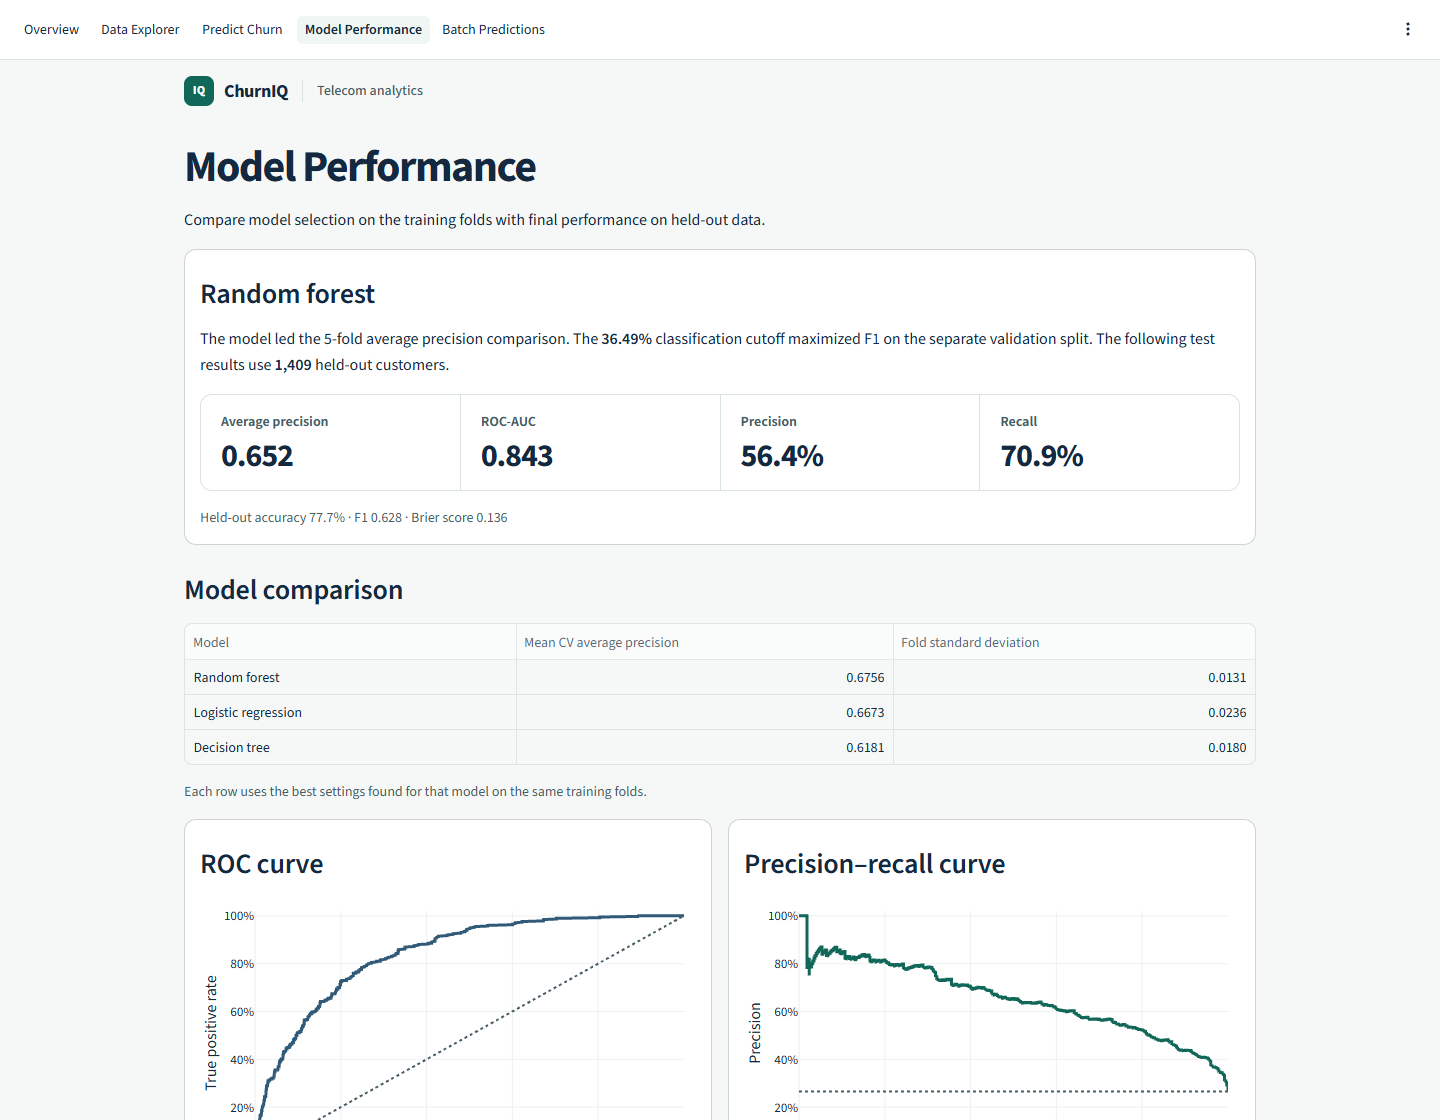 Overview Data Explorer Predict Churn Model Performance Batch Predictions
IQ ChurnIQ Telecom analytics
Model Performance
Compare model selection on the training folds with final performance on held-out data.
Random forest
The model led the 5-fold average precision comparison. The 36.49% classification cutoff maximized F1 on the separate validation split. The following test
results use 1,409 held-out customers.
Average precision ROC-AUC Precision Recall
0.652 0.843 56.4% 70.9%
Held-out accuracy 77.7% · F1 0.628 · Brier score 0.136
Model comparison
Model Mean CV average precision Fold standard deviation
Random forest 0.6756 0.0131
Logistic regression 0.6673 0.0236
Decision tree 0.6181 0.0180
Each row uses the best settings found for that model on the same training folds.
ROC curve
100%
80%
60%
40%
20%
True positive rate
Precision–recall curve
100%
80%
60%
40%
20%
Precision